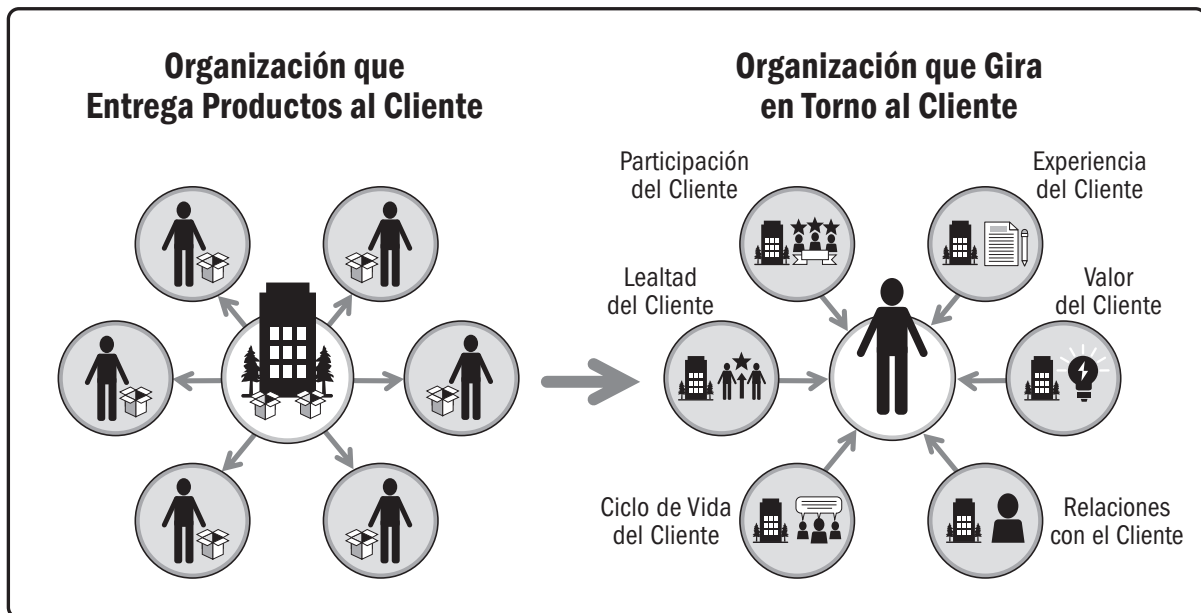 Organización que
Entrega Productos al Cliente
Organización que Gira
en Torno al Cliente
Participación
del Cliente
Experiencia
del Cliente
Lealtad
del Cliente
Valor
del Cliente
Ciclo de Vida
del Cliente
Relaciones
con el Cliente